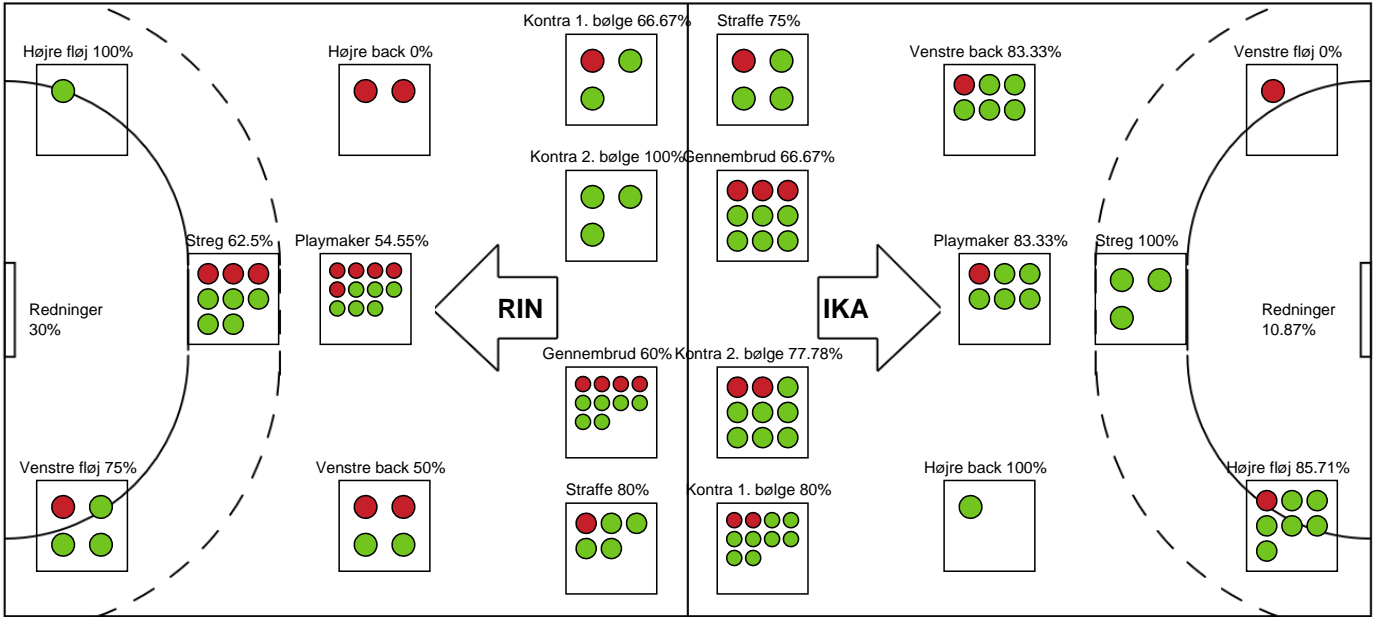 Kontra 1. bølge 66.67%
Straffe 75%
Højre fløj 100%
Højre back 0%
Venstre back 83.33%
Venstre fløj 0%
Kontra 2. bølge 100%
Gennembrud 66.67%
Streg 62.5%
Playmaker 54.55%
Playmaker 83.33%
Streg 100%
RIN
IKA
Redninger
30%
Redninger
10.87%
Gennembrud 60%
Kontra 2. bølge 77.78%
Venstre fløj 75%
Venstre back 50%
Højre back 100%
Højre fløj 85.71%
Straffe 80%
Kontra 1. bølge 80%